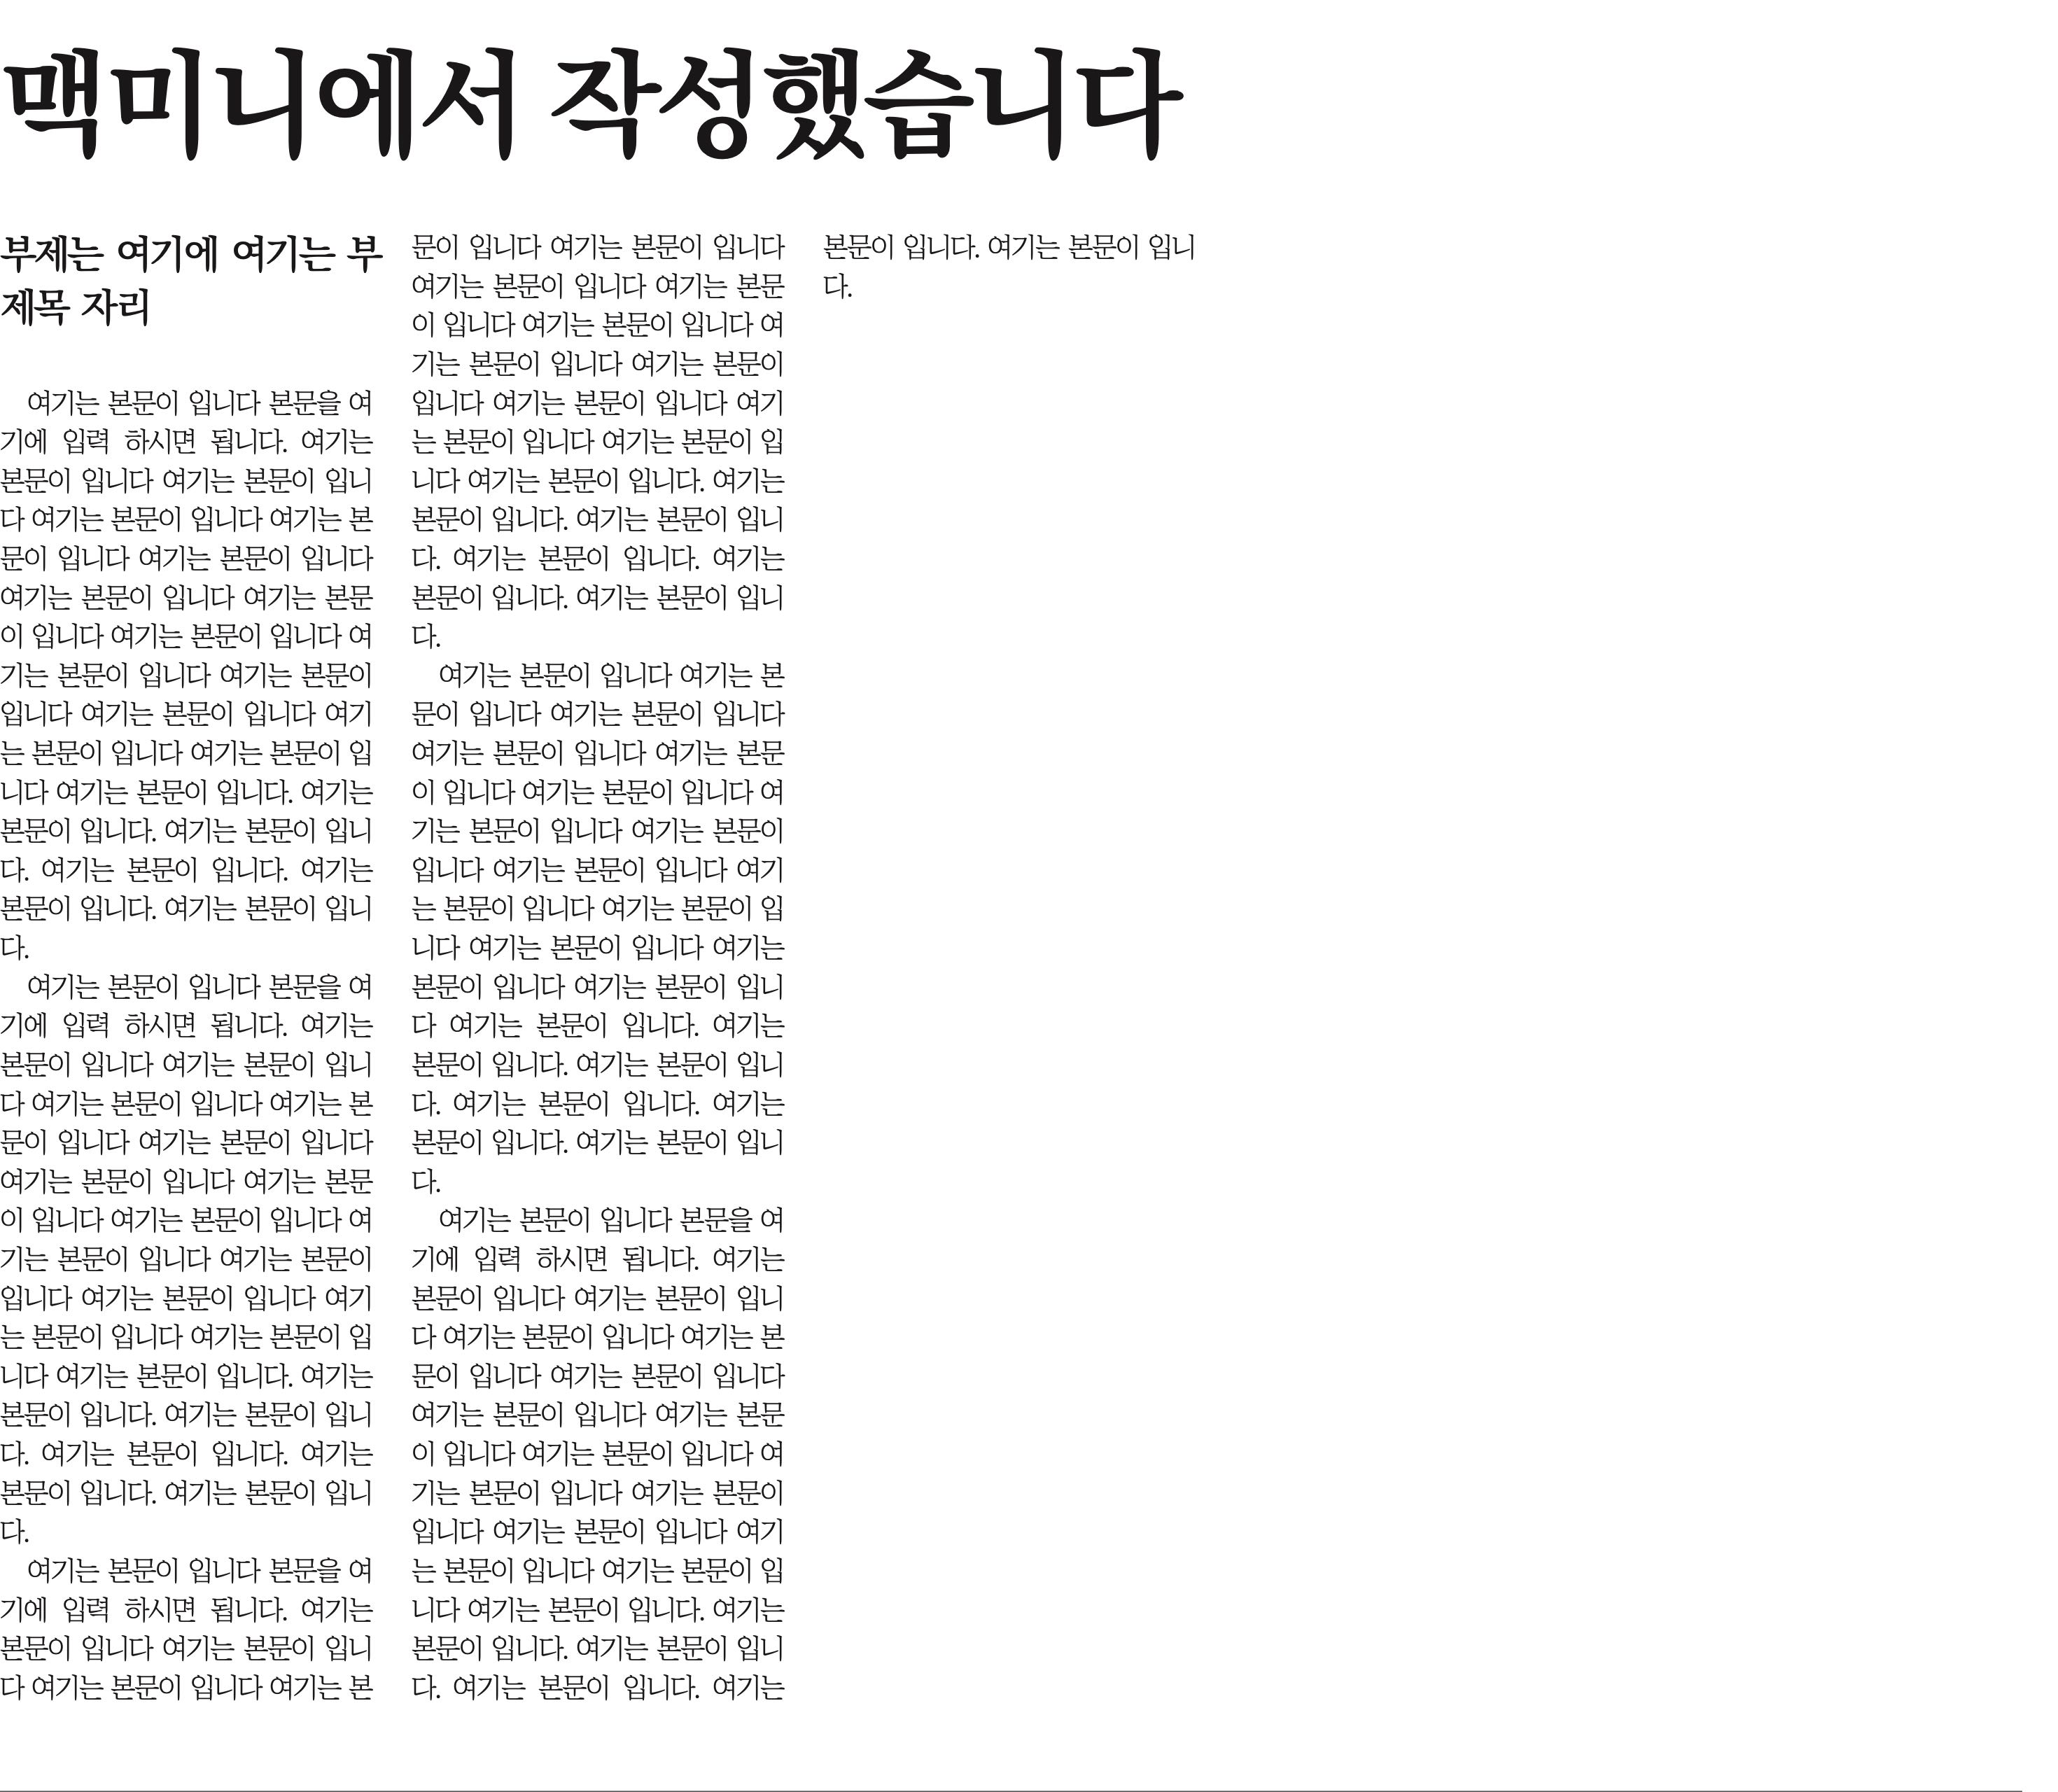 맥미니에서 작성했습니다
부제는 여기에 여기는 부
제목 자리
여기는 본문이 입니다 본문을 여
기에 입력 하시면 됩니다. 여기는
본문이 입니다 여기는 본문이 입니
다 여기는 본문이 입니다 여기는 본
문이 입니다 여기는 본문이 입니다
여기는 본문이 입니다 여기는 본문
이 입니다 여기는 본문이 입니다 여
기는 본문이 입니다 여기는 본문이
입니다 여기는 본문이 입니다 여기
는 본문이 입니다 여기는 본문이 입
니다 여기는 본문이 입니다. 여기는
본문이 입니다. 여기는 본문이 입니
다. 여기는 본문이 입니다. 여기는
본문이 입니다. 여기는 본문이 입니
다.
여기는 본문이 입니다 본문을 여
기에 입력 하시면 됩니다. 여기는
본문이 입니다 여기는 본문이 입니
다 여기는 본문이 입니다 여기는 본
문이 입니다 여기는 본문이 입니다
여기는 본문이 입니다 여기는 본문
이 입니다 여기는 본문이 입니다 여
기는 본문이 입니다 여기는 본문이
입니다 여기는 본문이 입니다 여기
는 본문이 입니다 여기는 본문이 입
니다 여기는 본문이 입니다. 여기는
본문이 입니다. 여기는 본문이 입니
다. 여기는 본문이 입니다. 여기는
본문이 입니다. 여기는 본문이 입니
다.
여기는 본문이 입니다 본문을 여
기에 입력 하시면 됩니다. 여기는
본문이 입니다 여기는 본문이 입니
다 여기는 본문이 입니다 여기는 본
문이 입니다 여기는 본문이 입니다
여기는 본문이 입니다 여기는 본문
이 입니다 여기는 본문이 입니다 여
기는 본문이 입니다 여기는 본문이
입니다 여기는 본문이 입니다 여기
는 본문이 입니다 여기는 본문이 입
니다 여기는 본문이 입니다. 여기는
본문이 입니다. 여기는 본문이 입니
다. 여기는 본문이 입니다. 여기는
본문이 입니다. 여기는 본문이 입니
다.
여기는 본문이 입니다 여기는 본
문이 입니다 여기는 본문이 입니다
여기는 본문이 입니다 여기는 본문
이 입니다 여기는 본문이 입니다 여
기는 본문이 입니다 여기는 본문이
입니다 여기는 본문이 입니다 여기
는 본문이 입니다 여기는 본문이 입
니다 여기는 본문이 입니다 여기는
본문이 입니다 여기는 본문이 입니
다 여기는 본문이 입니다. 여기는
본문이 입니다. 여기는 본문이 입니
다. 여기는 본문이 입니다. 여기는
본문이 입니다. 여기는 본문이 입니
다.
여기는 본문이 입니다 본문을 여
기에 입력 하시면 됩니다. 여기는
본문이 입니다 여기는 본문이 입니
다 여기는 본문이 입니다 여기는 본
문이 입니다 여기는 본문이 입니다
여기는 본문이 입니다 여기는 본문
이 입니다 여기는 본문이 입니다 여
기는 본문이 입니다 여기는 본문이
입니다 여기는 본문이 입니다 여기
는 본문이 입니다 여기는 본문이 입
니다 여기는 본문이 입니다. 여기는
본문이 입니다. 여기는 본문이 입니
다. 여기는 본문이 입니다. 여기는
본문이 입니다. 여기는 본문이 입니
다.